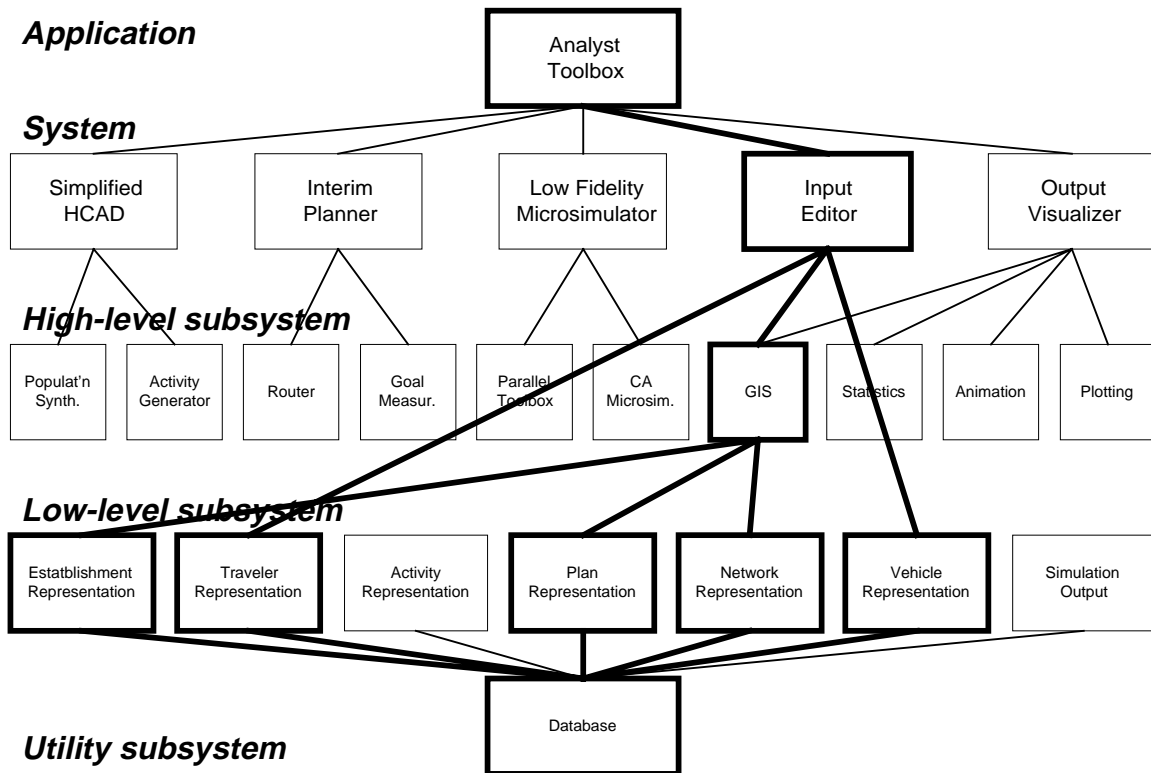 Application
Analyst
Toolbox
System
Simplified
HCAD
Interim
Planner
Low Fidelity
Microsimulator
Input
Editor
Output
Visualizer
High-level subsystem
Populat'n
Synth.
Activity
Generator
Router
Goal
Measur.
Parallel
Toolbox
CA
Microsim.
GIS
Statistics
Animation
Plotting
Low-level subsystem
Estatblishment
Representation
Traveler
Representation
Activity
Representation
Plan
Representation
Network
Representation
Vehicle
Representation
Simulation
Output
Database
Utility subsystem